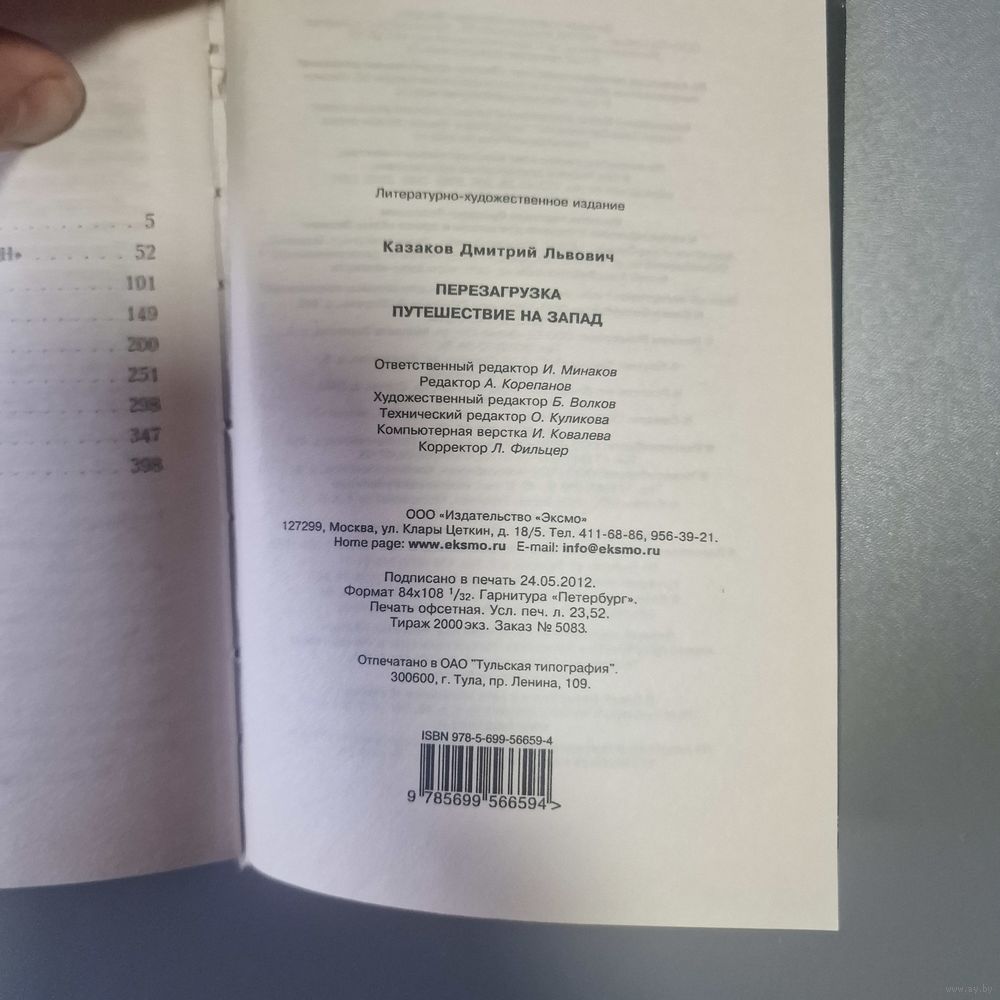 . . . . . . . . . . . 5
Н» . . . . . . 52
. . . . . . . . . . 101
. . . . . . . . . . 149
. . . . . . . . . . 200
. . . . . . . . . . 251
. . . . . . . . . . 298
. . . . . . . . . . 347
. . . . . . . . . . 398
Литературно-художественное издание
Казаков Дмитрий Львович
ПЕРЕЗАГРУЗКА
ПУТЕШЕСТВИЕ НА ЗАПАД
Ответственный редактор И. Минаков
Редактор А. Корепанов
Художественный редактор Б. Волков
Технический редактор О. Куликова
Компьютерная верстка И. Ковалева
Корректор Л. Фильцер
ООО «Издательство «Эксмо»
127299, Москва, ул. Клары Цеткин, д. 18/5. Тел. 411-68-86, 956-39-21.
Home page: www.eksmo.ru E-mail: info@eksmo.ru
Подписано в печать 24.05.2012.
Формат 84x108 1/32. Гарнитура «Петербург».
Печать офсетная. Усл. печ. л. 23,52.
Тираж 2000 экз. Заказ № 5083.
Отпечатано в ОАО "Тульская типография".
300600, г. Тула, пр. Ленина, 109.
ISBN 978-5-699-56659-4
9 785699 566594 >
www.ay.by